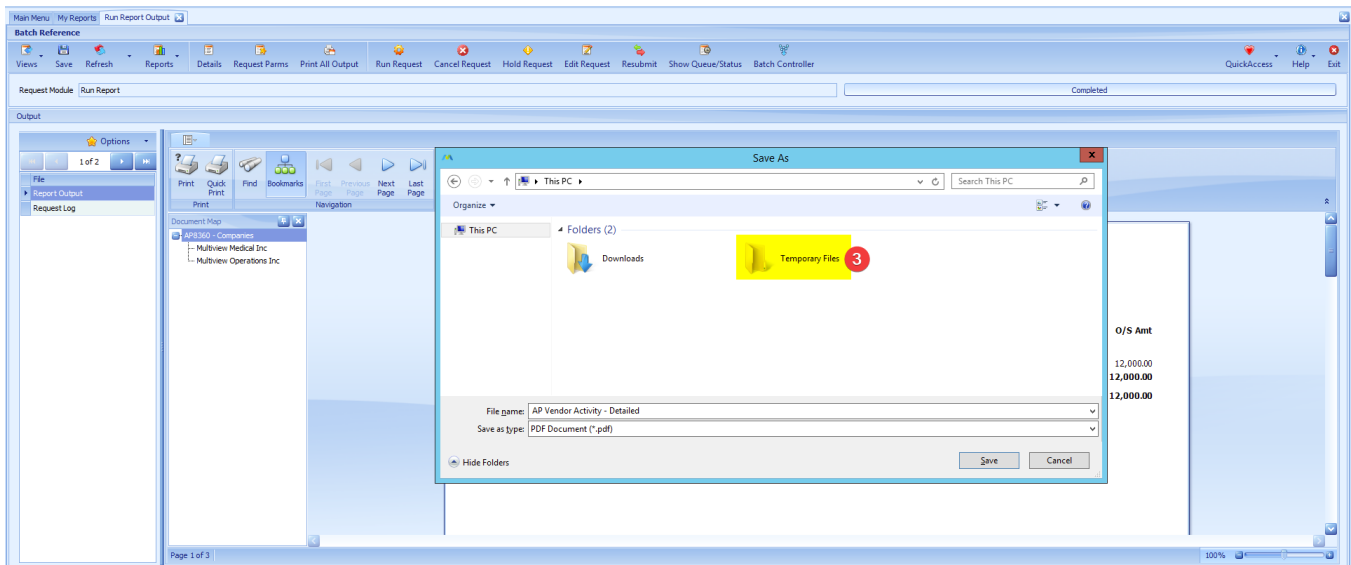 Main Menu My Reports Run Report Output
Batch Reference
Views Save Refresh Reports Details Request Parms Print All Output Run Request Cancel Request Hold Request Edit Request Resubmit Show Queue/Status Batch Controller QuickAccess Help Exit
Request Module Run Report Completed
Output
Options
1 of 2
File
Report Output
Request Log
Print Quick Print Find Bookmarks First Page Previous Page Next Page Last Page
Print Navigation
Document Map
AP8360 - Companies
Multiview Medical Inc
Multiview Operations Inc
Save As
This PC Search This PC
Organize
This PC
Folders (2)
Downloads
Temporary Files 3
File name: AP Vendor Activity - Detailed
Save as type: PDF Document (*.pdf)
Hide Folders Save Cancel
O/S Amt
12,000.00
12,000.00
12,000.00
Page 1 of 3 100%